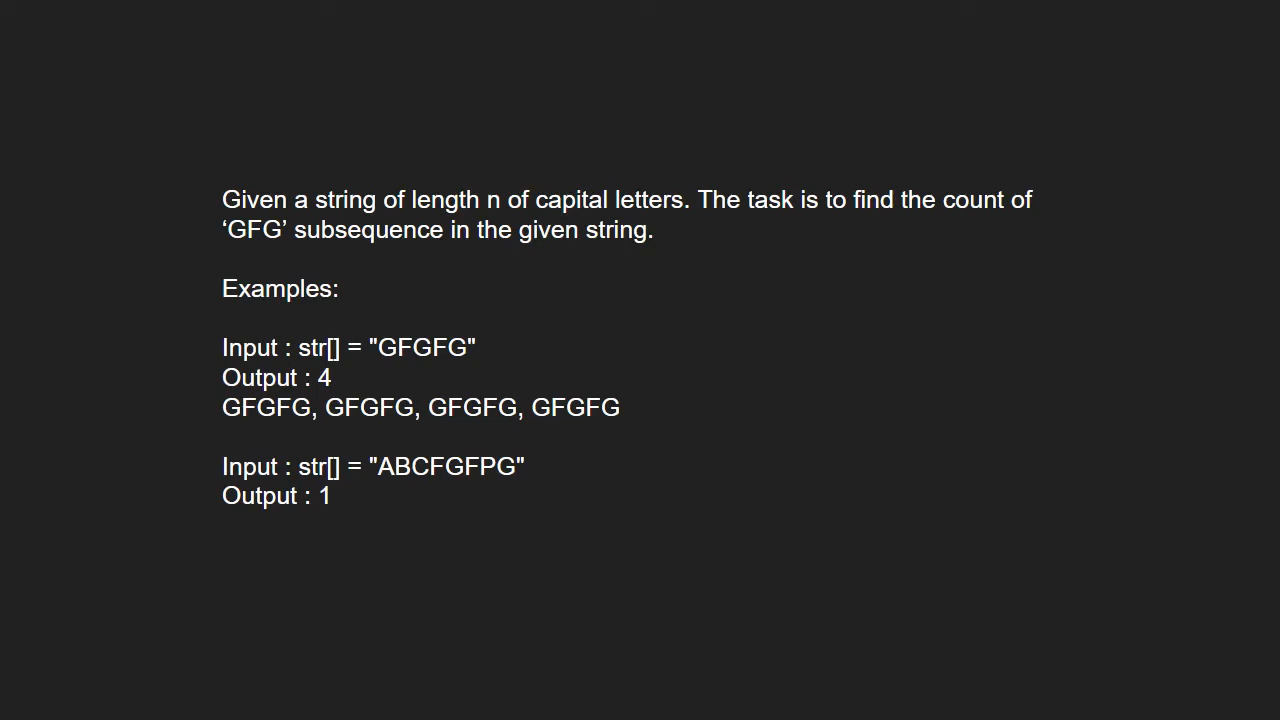 Given a string of length n of capital letters. The task is to find the count of
‘GFG’ subsequence in the given string.
Examples:
Input : str[] = "GFGFG"
Output : 4
GFGFG, GFGFG, GFGFG, GFGFG
Input : str[] = "ABCFGFPG"
Output : 1